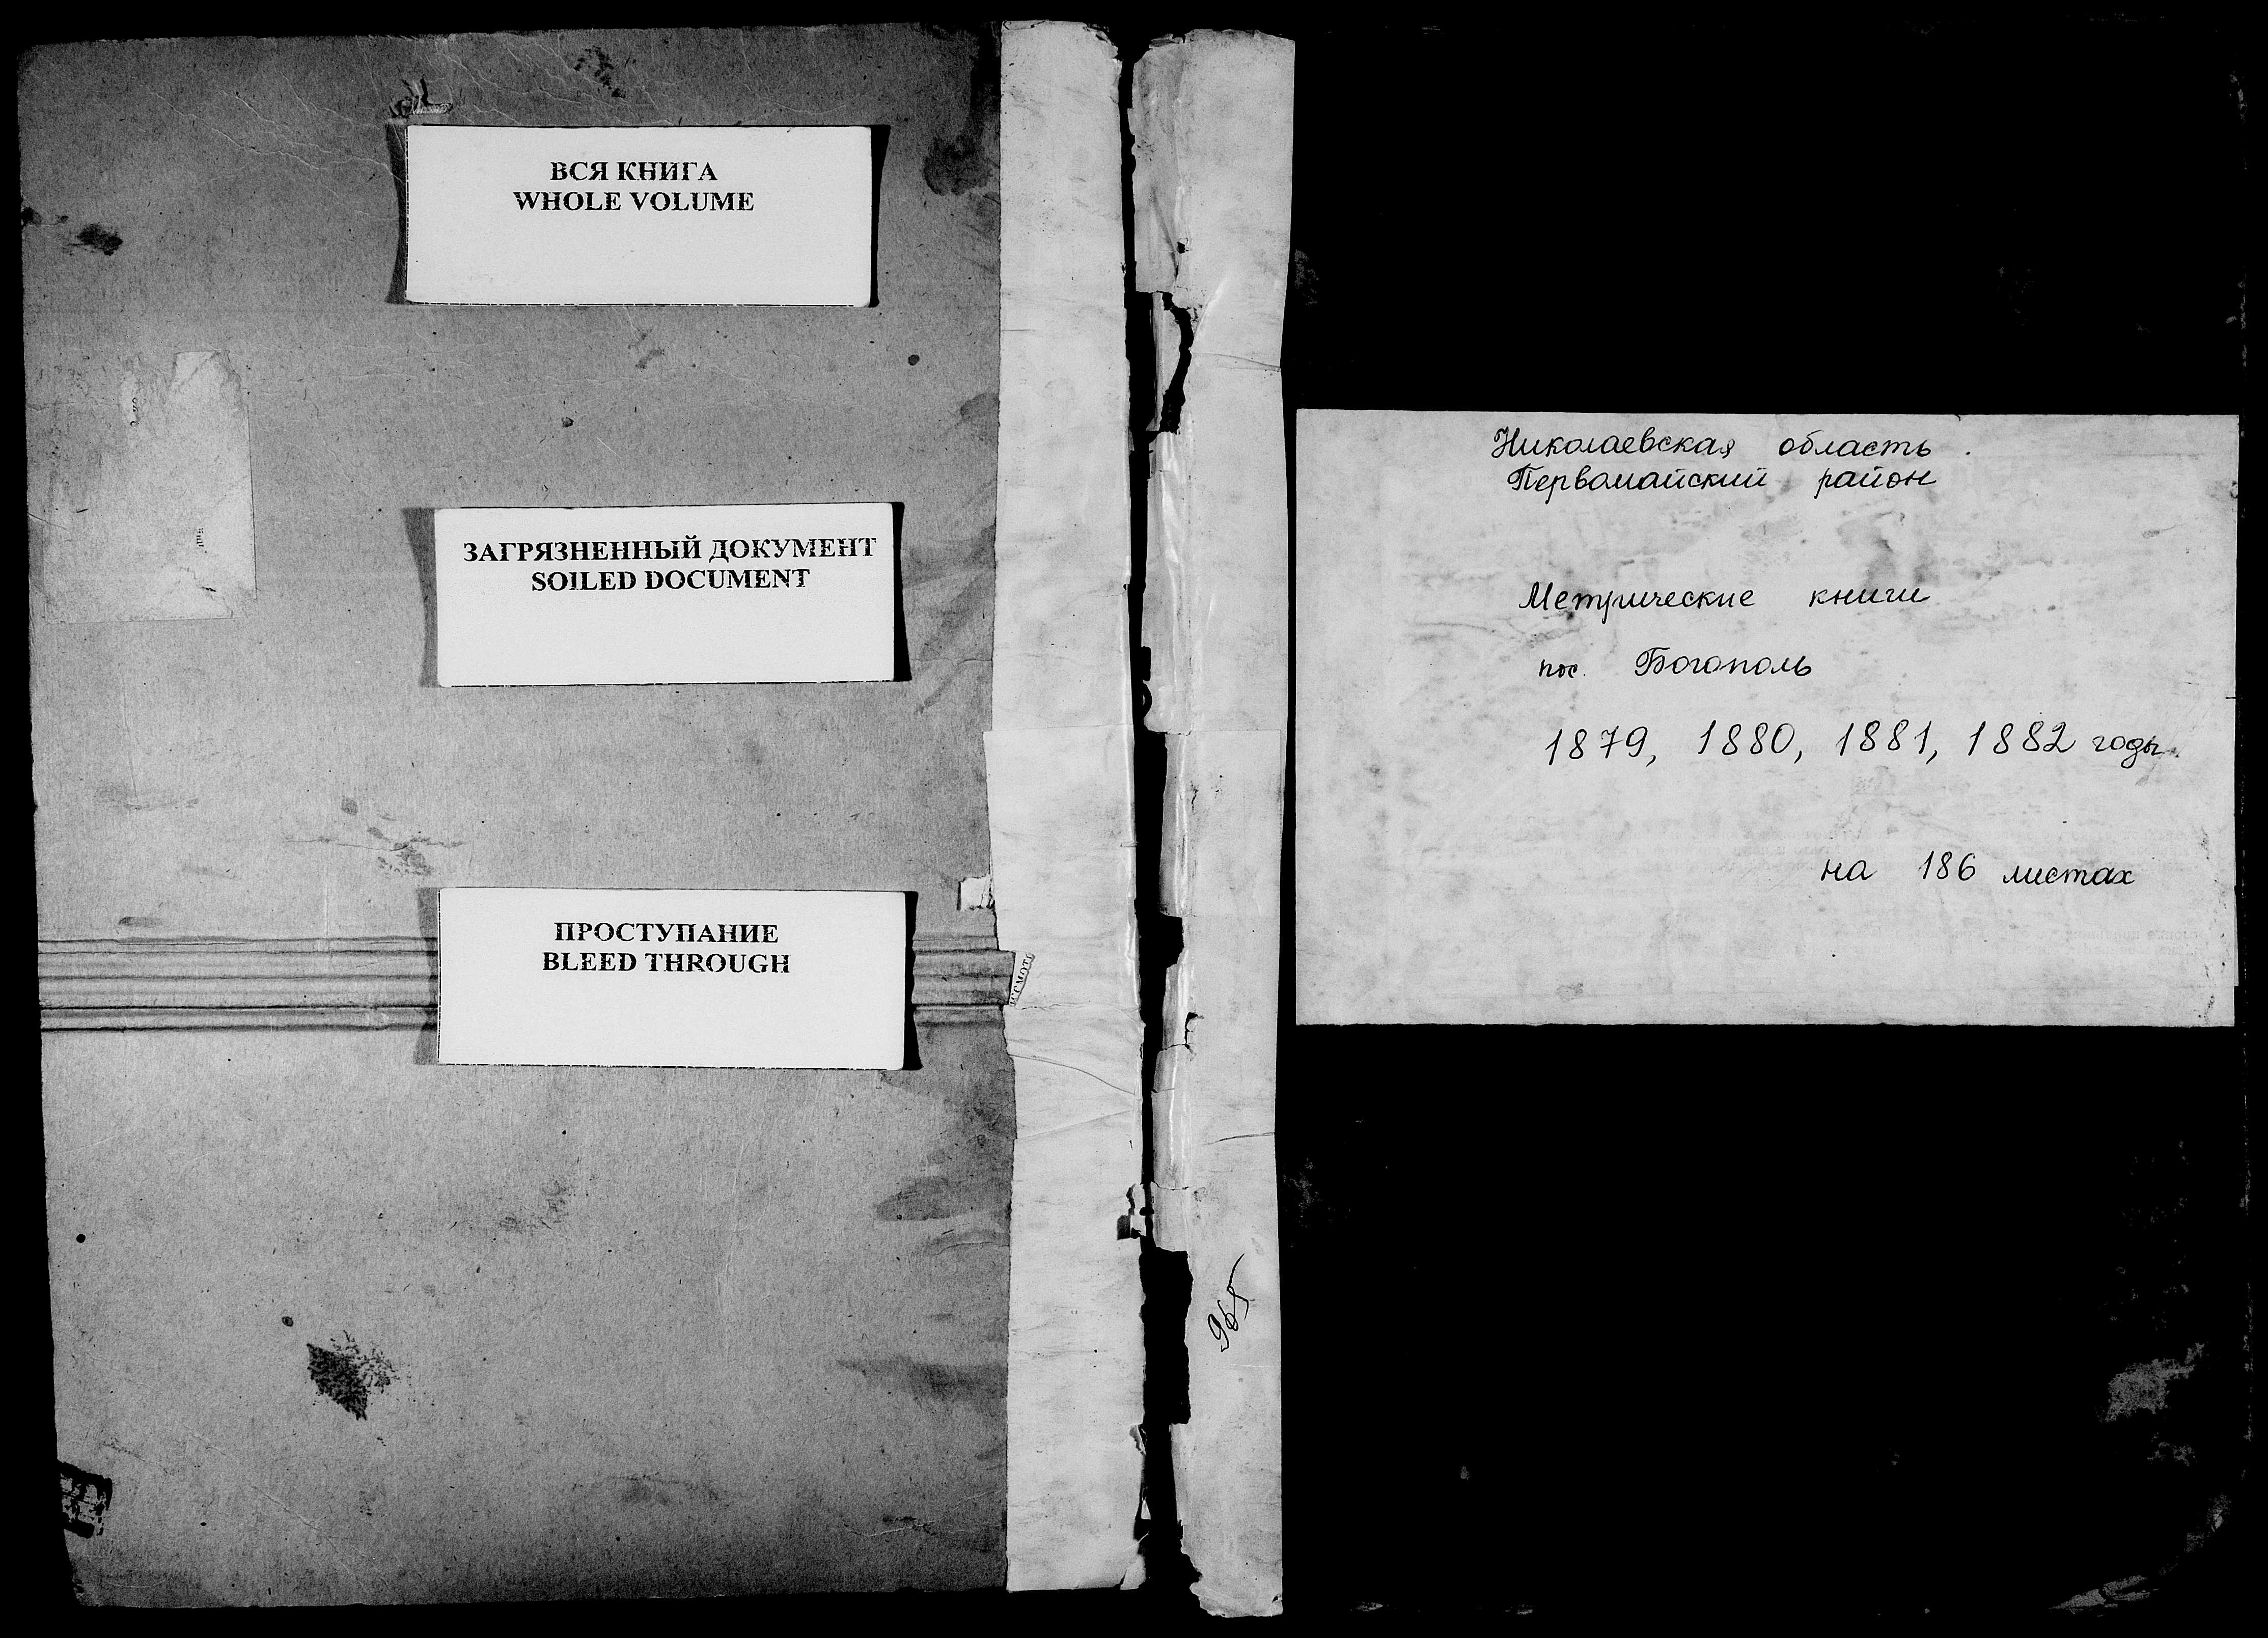 ВСЯ КНИГА
WHOLE VOLUME
ЗАГРЯЗНЕННЫЙ ДОКУМЕНТ
SOILED DOCUMENT
ПРОСТУПАНИЕ
BLEED THROUGH
Николаевская область
Первомайский район
Метрические книги
пос. Богополь
1879, 1880, 1881, 1882 годы.
на 186 листах